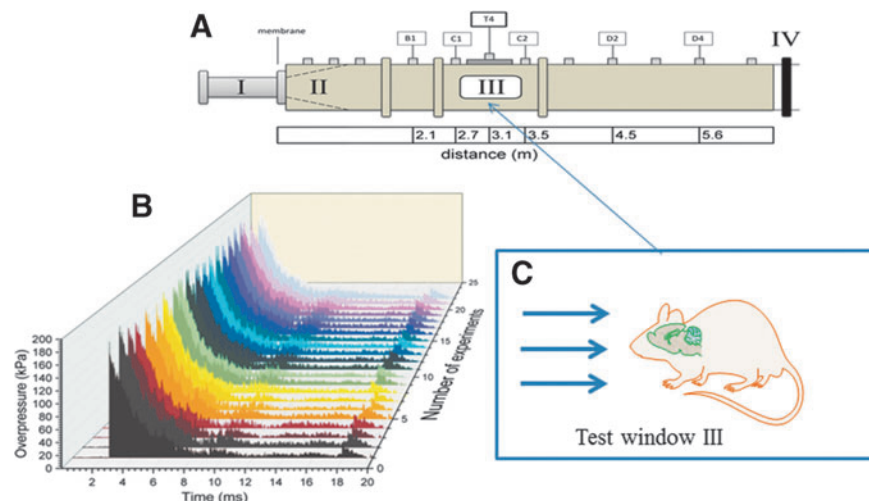 A
membrane
B1
C1
T4
C2
D2
D4
IV
I
II
III
2.1
2.7
3.1
3.5
4.5
5.6
distance (m)
B
200
180
160
140
120
100
80
60
40
20
0
Overpressure (kPa)
2
4
6
8
10
12
14
16
18
20
Time (ms)
0
5
10
15
20
25
Number of experiments
C
Test window III